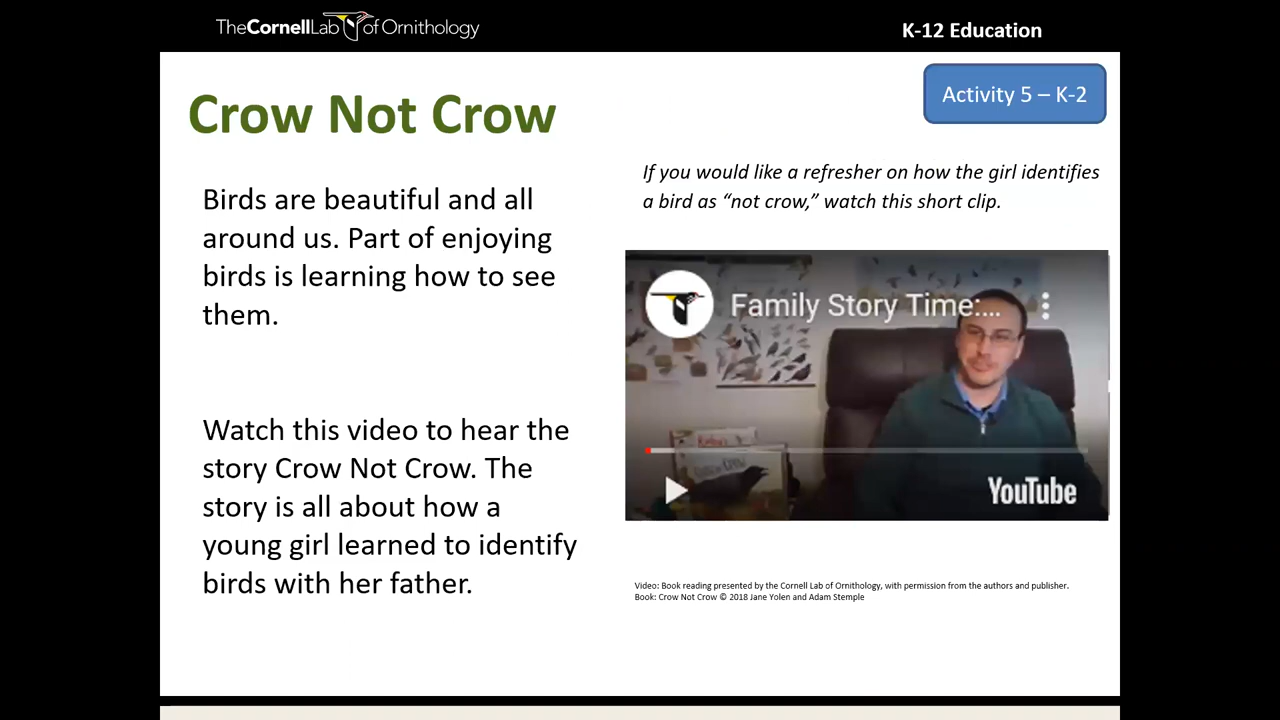 TheCornellLab of Ornithology
K-12 Education
Activity 5 – K-2
Crow Not Crow
Birds are beautiful and all
around us. Part of enjoying
birds is learning how to see
them.
Watch this video to hear the
story Crow Not Crow. The
story is all about how a
young girl learned to identify
birds with her father.
If you would like a refresher on how the girl identifies
a bird as “not crow,” watch this short clip.
Family Story Time:...
YouTube
Video: Book reading presented by the Cornell Lab of Ornithology, with permission from the authors and publisher.
Book: Crow Not Crow © 2018 Jane Yolen and Adam Stemple